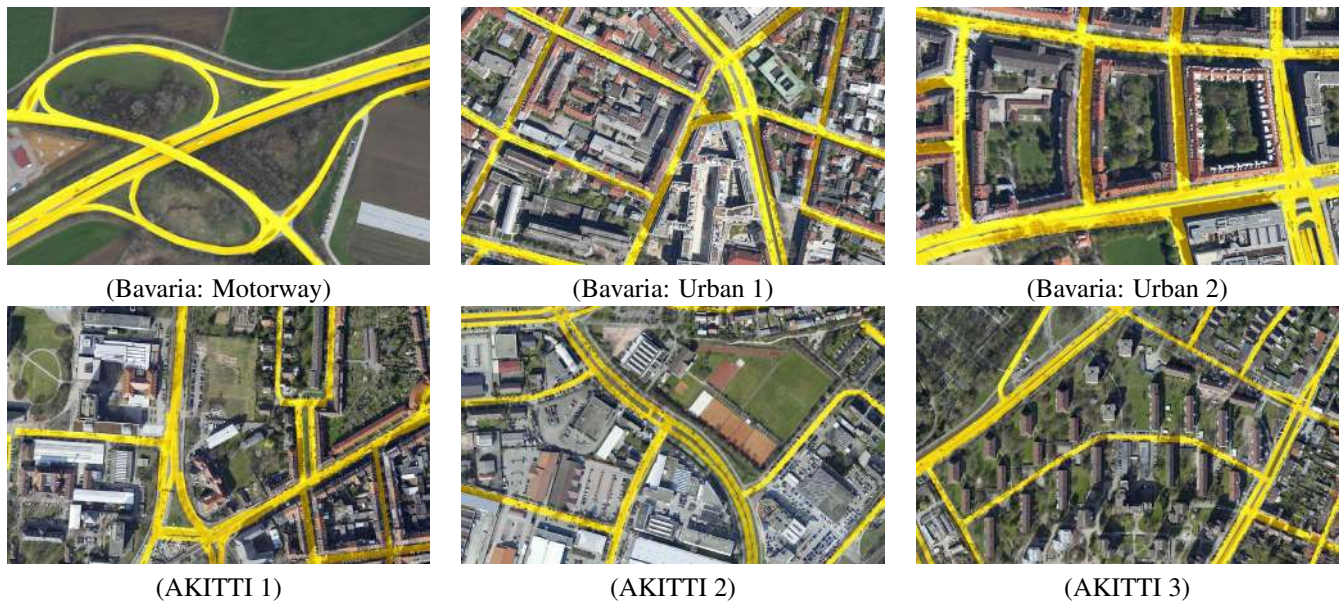 (Bavaria: Motorway)
(Bavaria: Urban 1)
(Bavaria: Urban 2)
(AKITTI 1)
(AKITTI 2)
(AKITTI 3)